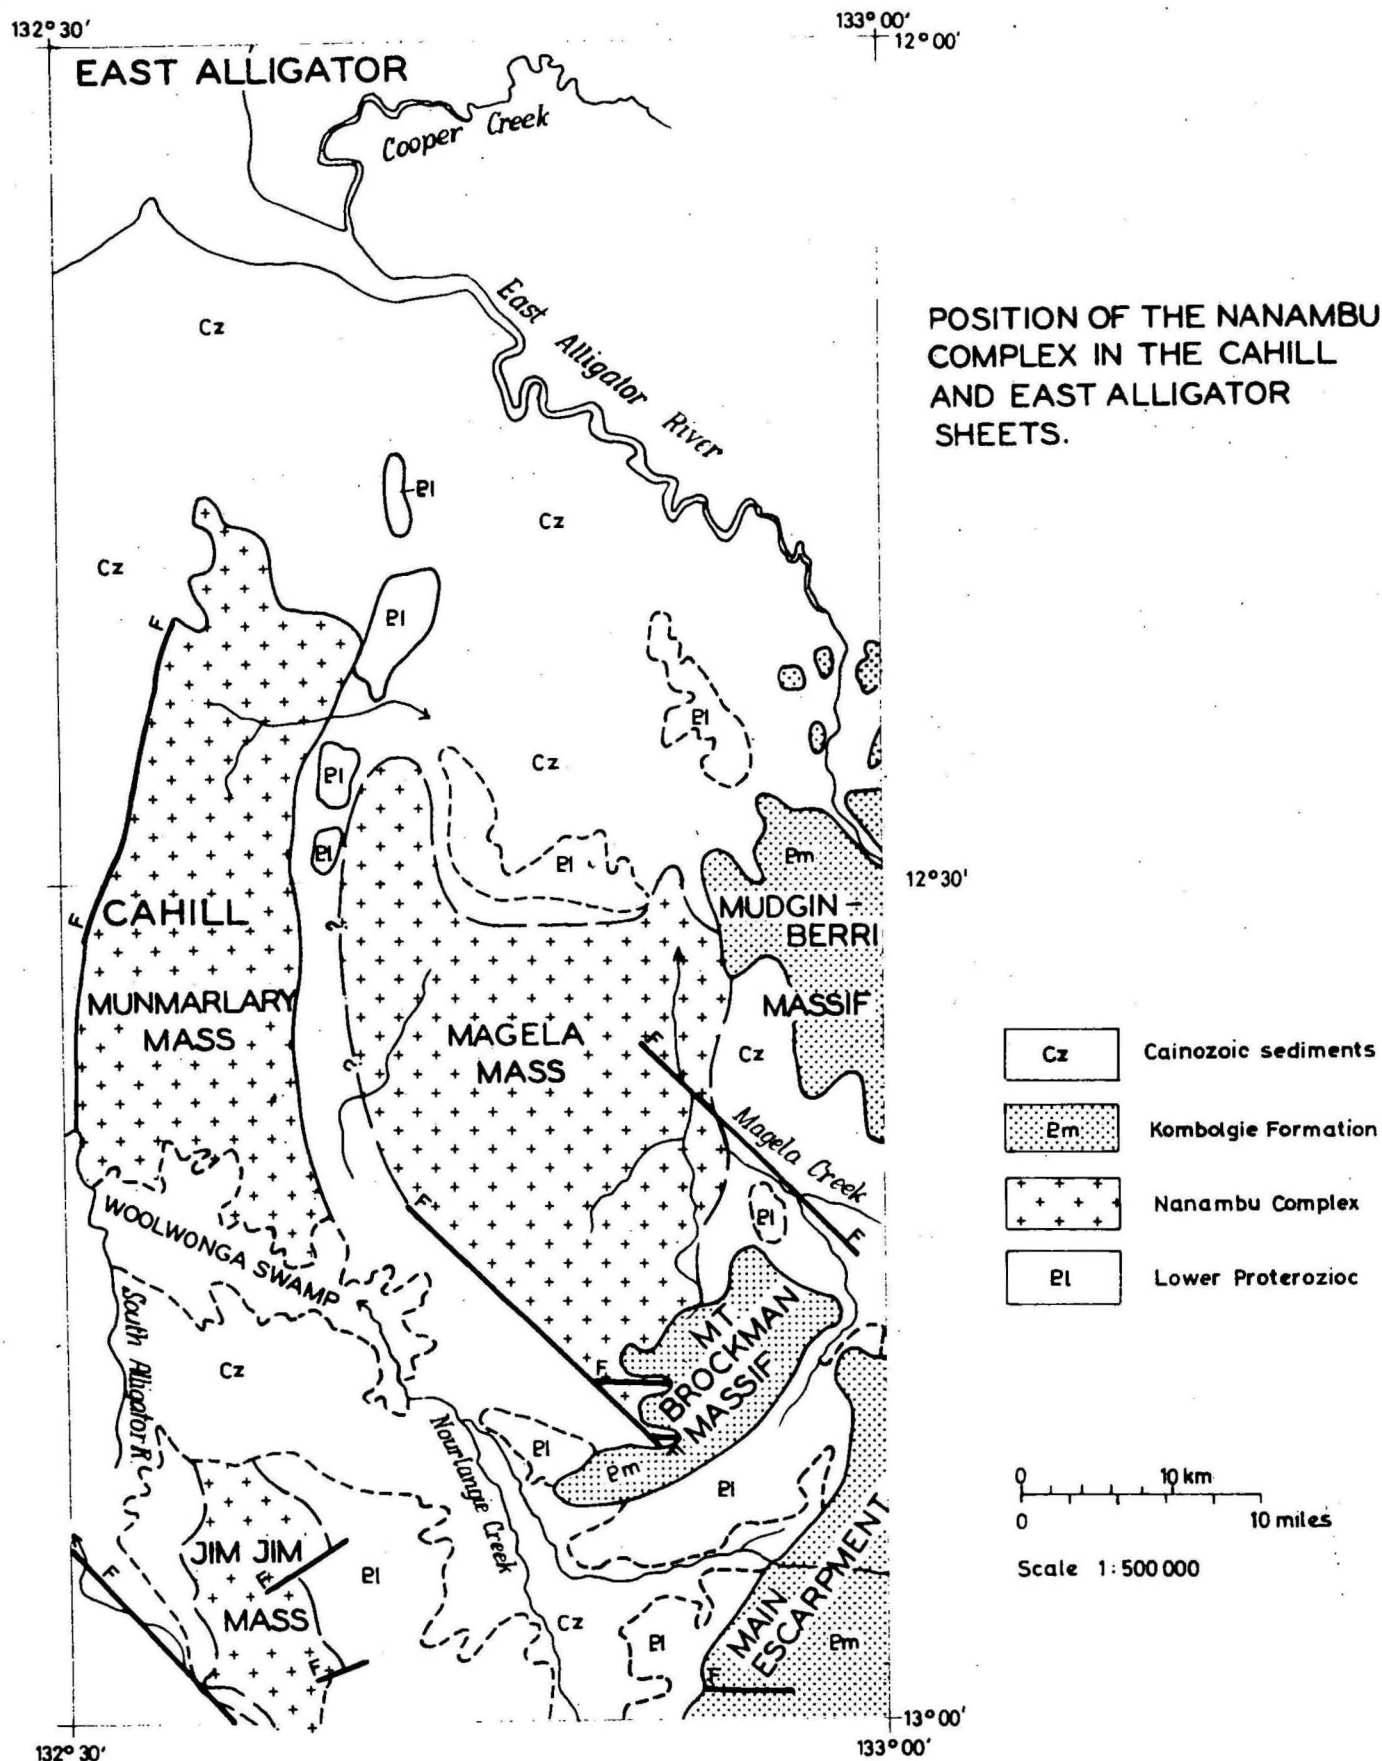 132° 30'
133° 00'
12° 00'
EAST ALLIGATOR
Cooper Creek
East Alligator River
Cz
POSITION OF THE NANAMBU
COMPLEX IN THE CAHILL
AND EAST ALLIGATOR
SHEETS.
Pl
Cz
Cz
Pl
F
Pl
Cz
Pl
Pl
Pl
Pm
12° 30'
F
CAHILL
MUDGIN-
BERRI
MASSIF
?
MUNMARLARY
MASS
MAGELA
MASS
F
Cz
?
Cz
Cainozoic sediments
Pm
Kombolgie Formation
Nanambu Complex
Pl
Lower Proterozioc
Magela Creek
F
Pl
F
WOOLWONGA SWAMP
South Alligator R
Cz
MT
BROCKMAN
MASSIF
F
F
Nourlangie Creek
Pl
Pm
Pl
JIM JIM
MASS
F
F
F
Pl
Cz
Pl
MAIN
ESCARPMENT
Pm
F
0 10 km
0 10 miles
Scale 1:500 000
13° 00'
132° 30'
133° 00'